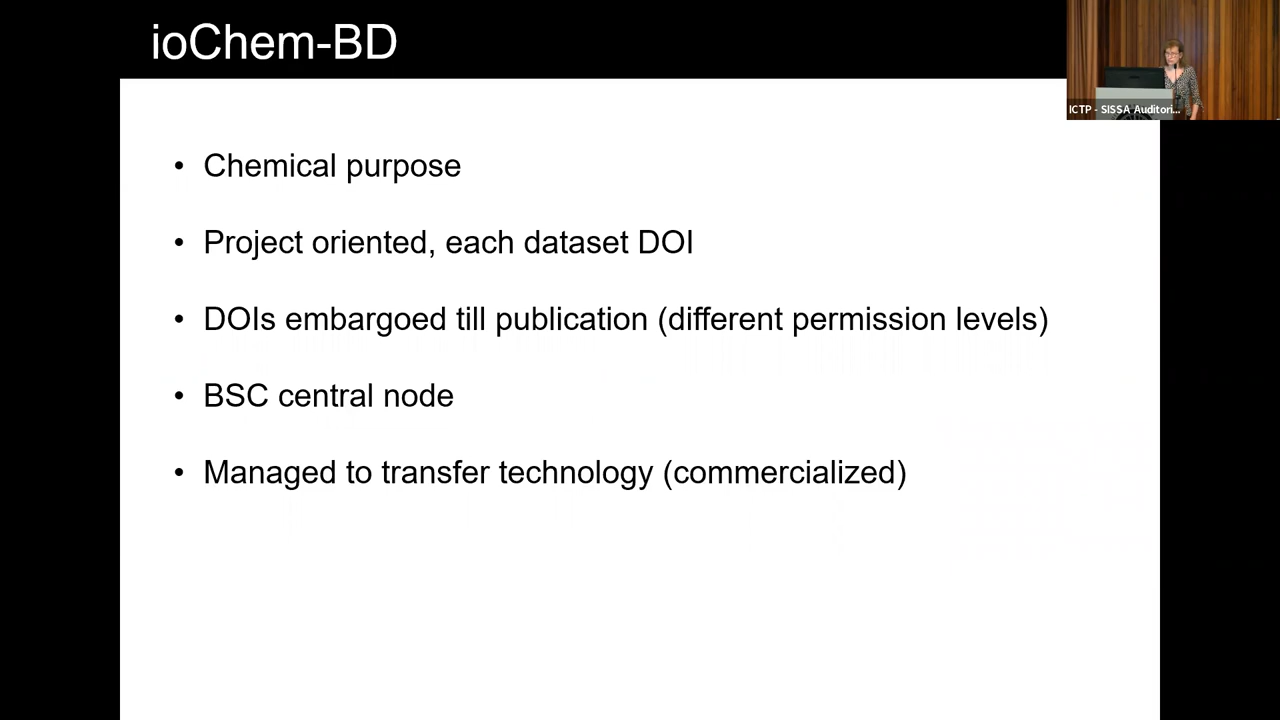 ioChem-BD
ICTP - SISSA Auditori...
• Chemical purpose
• Project oriented, each dataset DOI
• DOIs embargoed till publication (different permission levels)
• BSC central node
• Managed to transfer technology (commercialized)